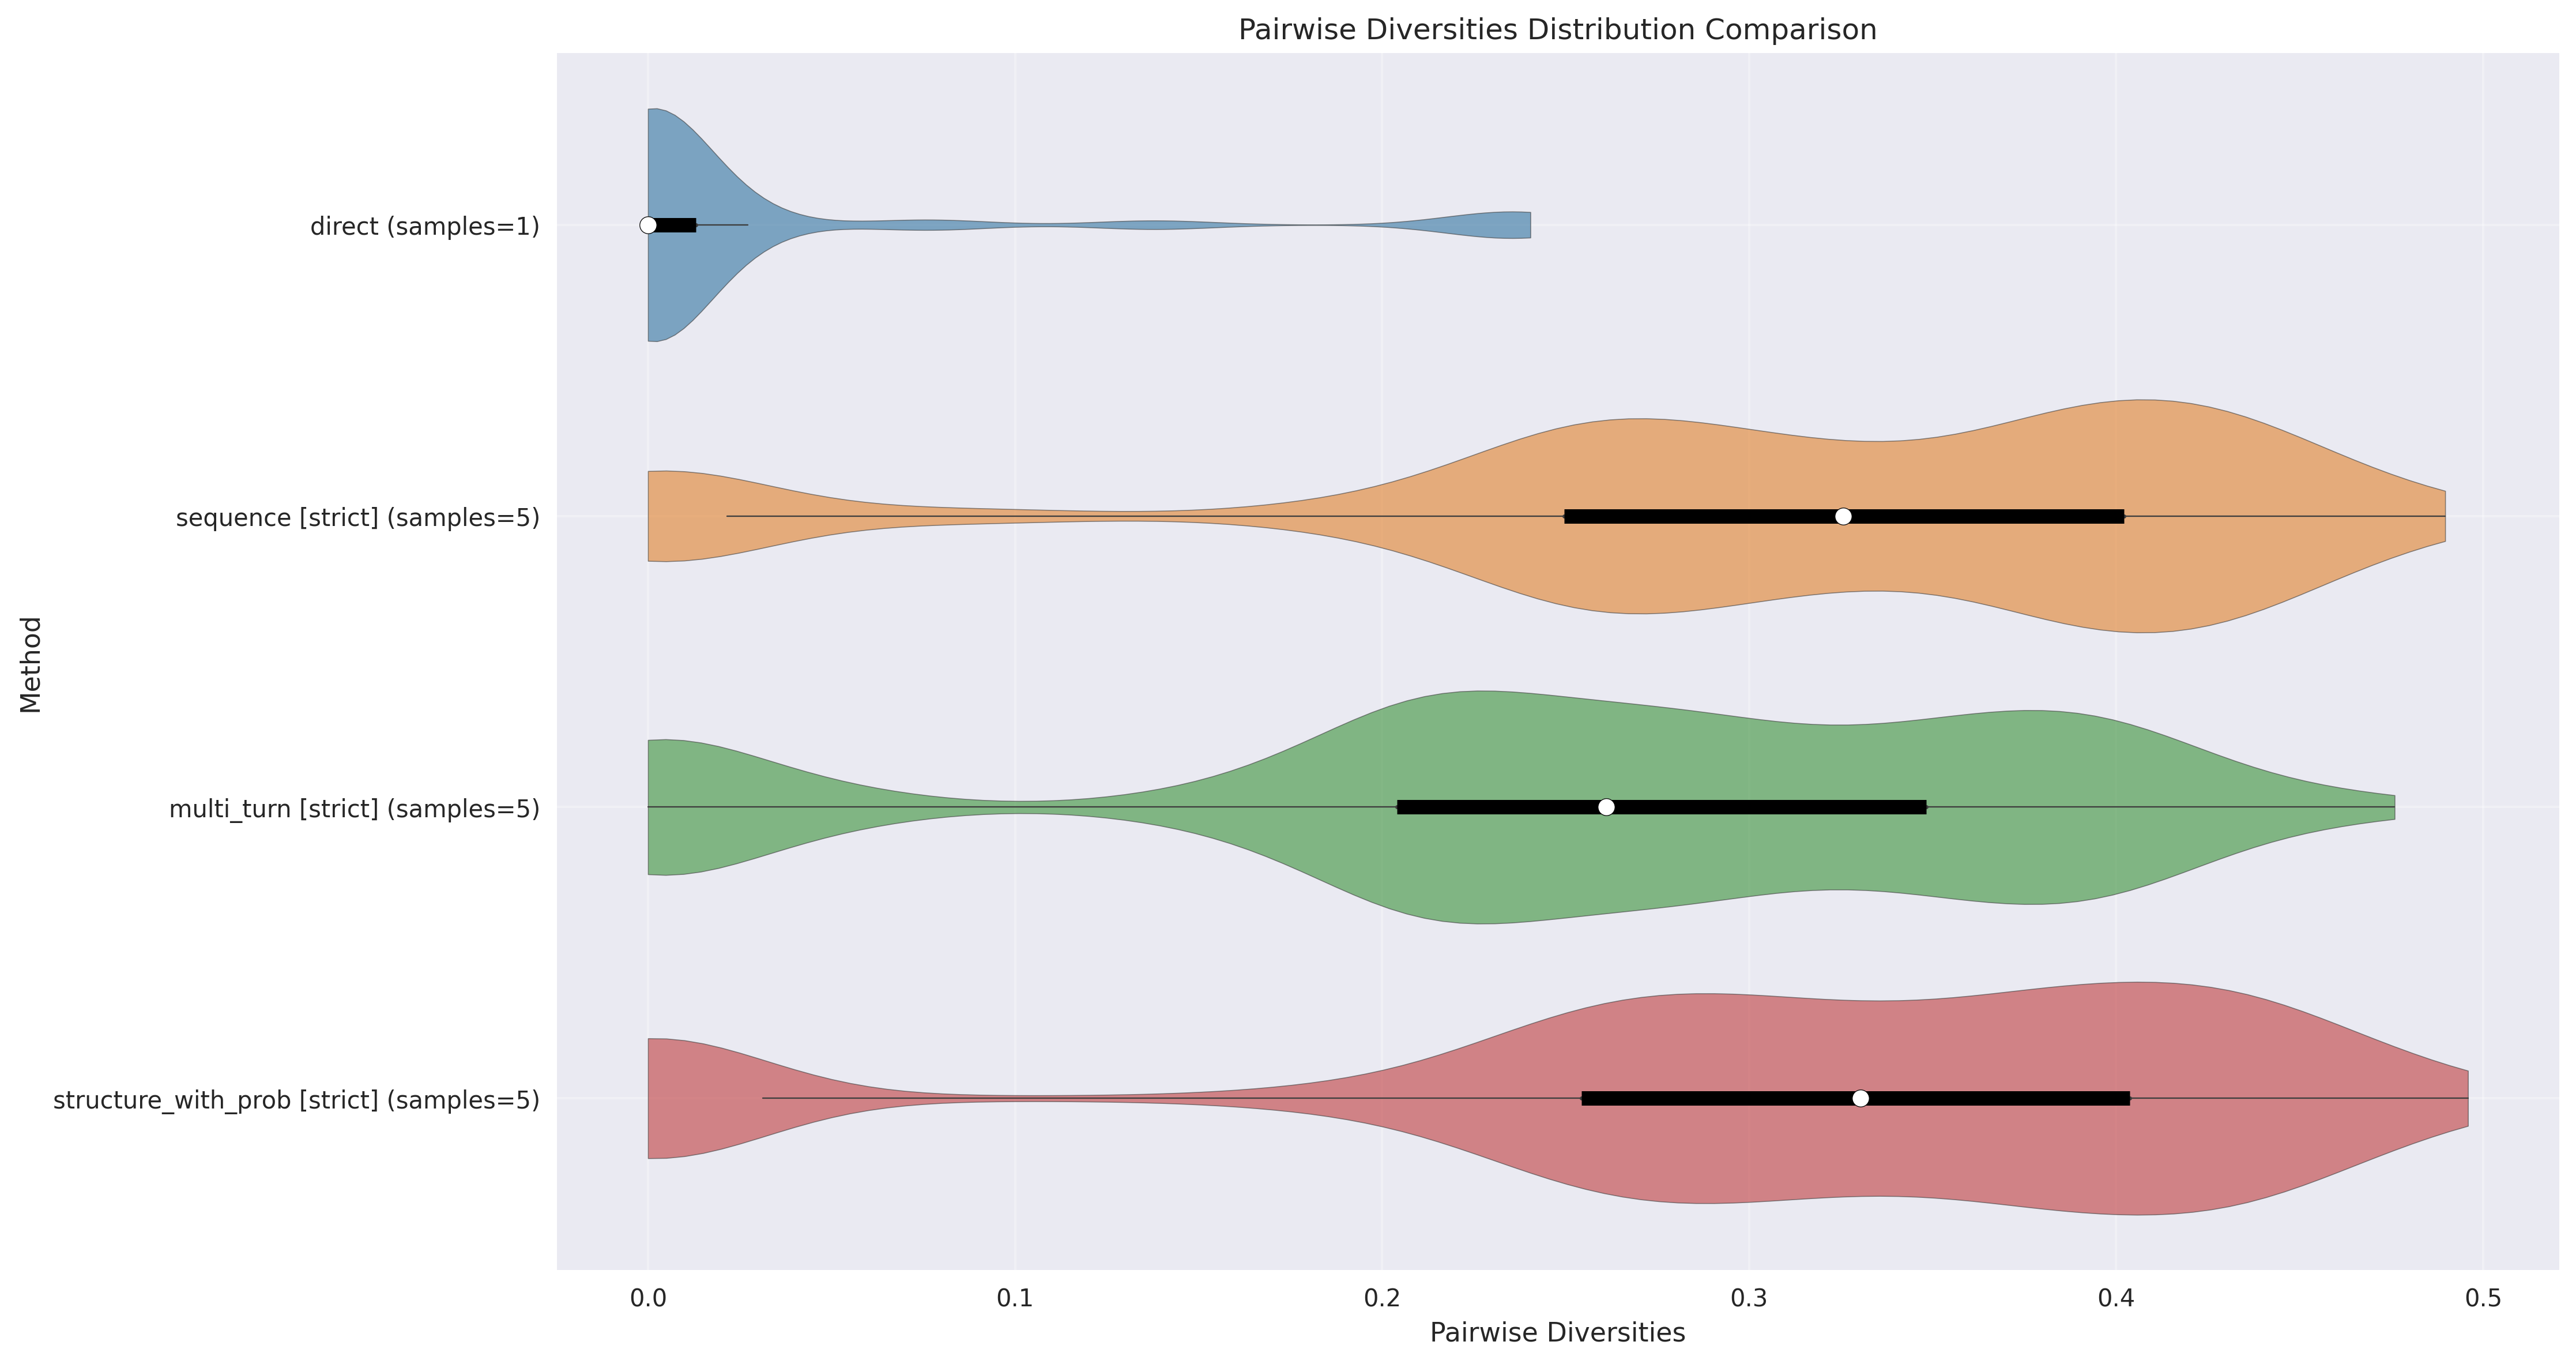 Pairwise Diversities Distribution Comparison
Method
direct (samples=1)
sequence [strict] (samples=5)
multi_turn [strict] (samples=5)
structure_with_prob [strict] (samples=5)
0.0 0.1 0.2 0.3 0.4 0.5
Pairwise Diversities